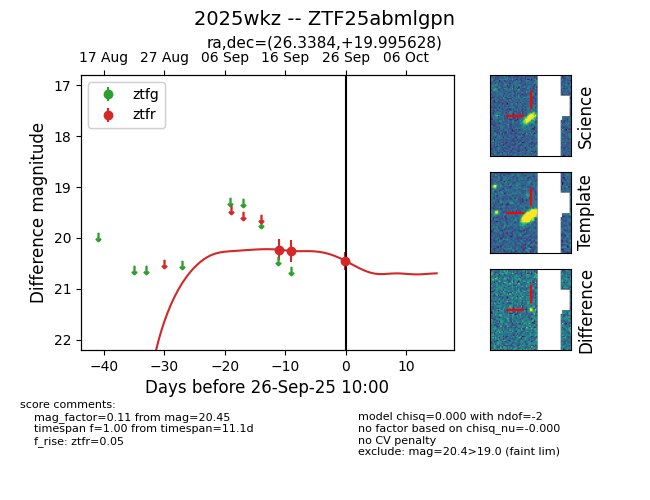 2025wkz -- ZTF25abmlgpn
ra,dec=(26.3384,+19.995628)
17 Aug 27 Aug 06 Sep 16 Sep 26 Sep 06 Oct
ztfg
ztfr
17
18
19
20
21
22
Difference magnitude
−40 −30 −20 −10 0 10
Days before 26-Sep-25 10:00
Science
Template
Difference
score comments:
mag_factor=0.11 from mag=20.45
timespan f=1.00 from timespan=11.1d
f_rise: ztfr=0.05
model chisq=0.000 with ndof=-2
no factor based on chisq_nu=-0.000
no CV penalty
exclude: mag=20.4>19.0 (faint lim)